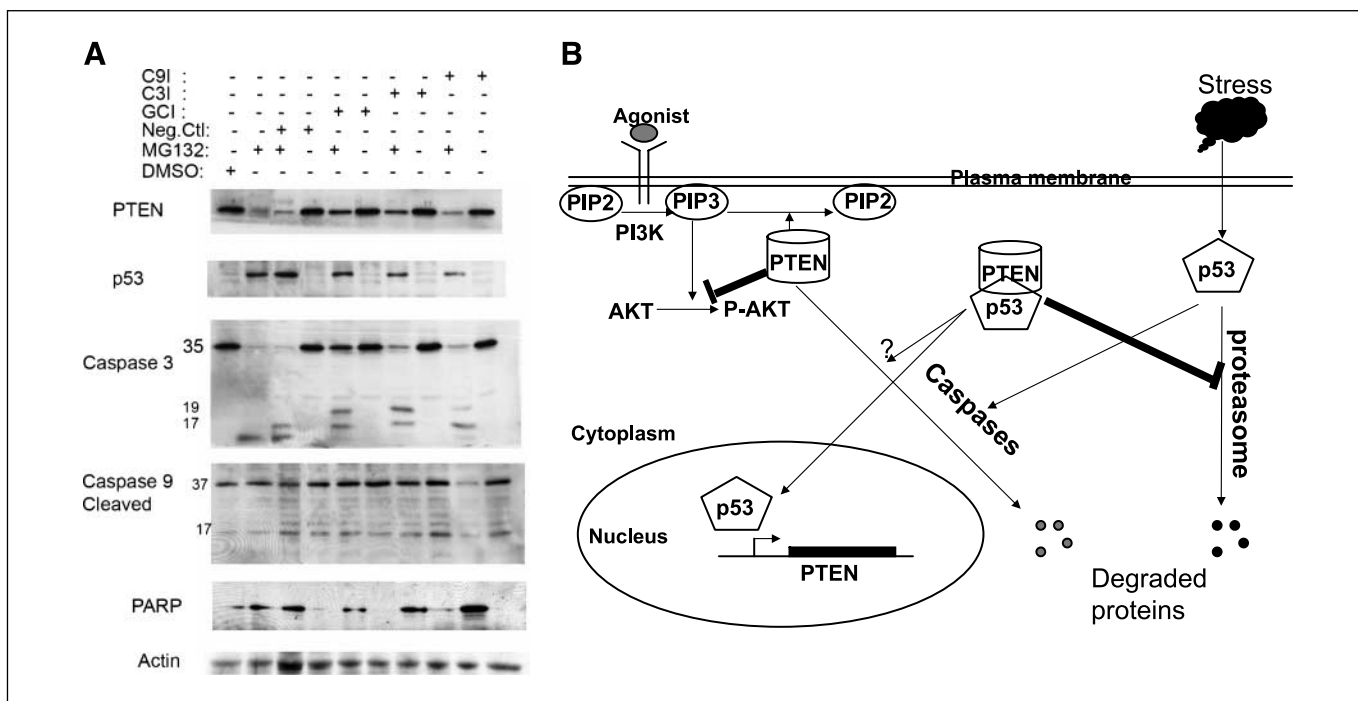 A
C9I : - - - - - - - - + +
C3I : - - - - - - + + - -
GCI : - - - - + + - - - -
Neg.Ctl: - - + + - - - - - -
MG132: - + + - + - + - + -
DMSO: + - - - - - - - - -
PTEN
p53
35
Caspase 3
19
17
Caspase 9 37
Cleaved
17
PARP
Actin
B
Stress
Agonist
Plasma membrane
PIP2 PIP3 PIP2
PI3K
PTEN PTEN p53
p53
AKT P-AKT
?
Caspases
proteasome
Cytoplasm
p53
Nucleus
PTEN
Degraded
proteins